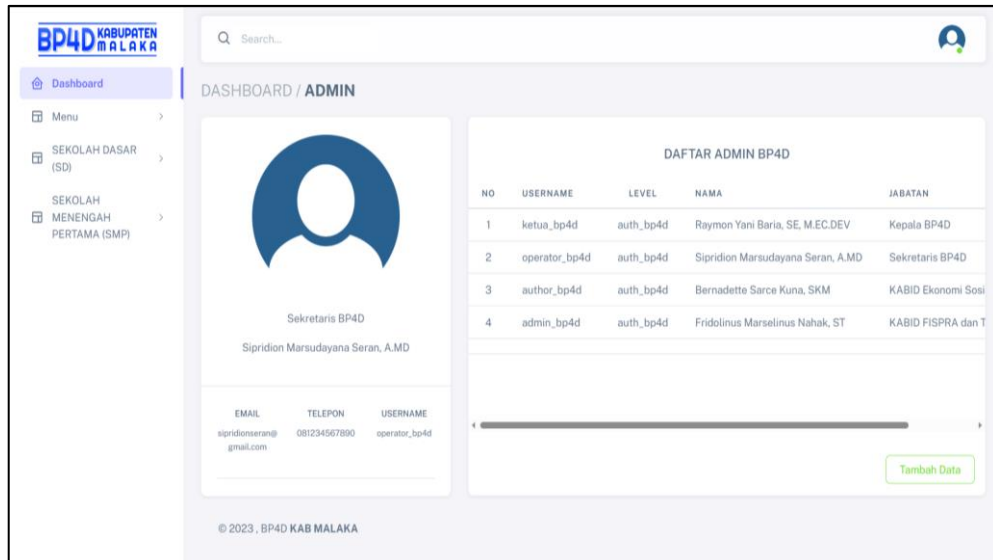 BP4D KABUPATEN MALAKA
Search...
Dashboard
Menu
SEKOLAH DASAR
(SD)
SEKOLAH
MENENGAH
PERTAMA (SMP)
DASHBOARD / ADMIN
Sekretaris BP4D
Sipridion Marsudayana Seran, A.MD
EMAIL TELEPON USERNAME
sipridionseran@ 081234567890 operator_bp4d
gmail.com
DAFTAR ADMIN BP4D
NO USERNAME LEVEL NAMA JABATAN
1 ketua_bp4d auth_bp4d Raymon Yani Baria, SE, M.EC.DEV Kepala BP4D
2 operator_bp4d auth_bp4d Sipridion Marsudayana Seran, A.MD Sekretaris BP4D
3 author_bp4d auth_bp4d Bernadette Sarce Kuna, SKM KABID Ekonomi Sosi
4 admin_bp4d auth_bp4d Fridolinus Marselinus Nahak, ST KABID FISPRA dan T
Tambah Data
© 2023 , BP4D KAB MALAKA